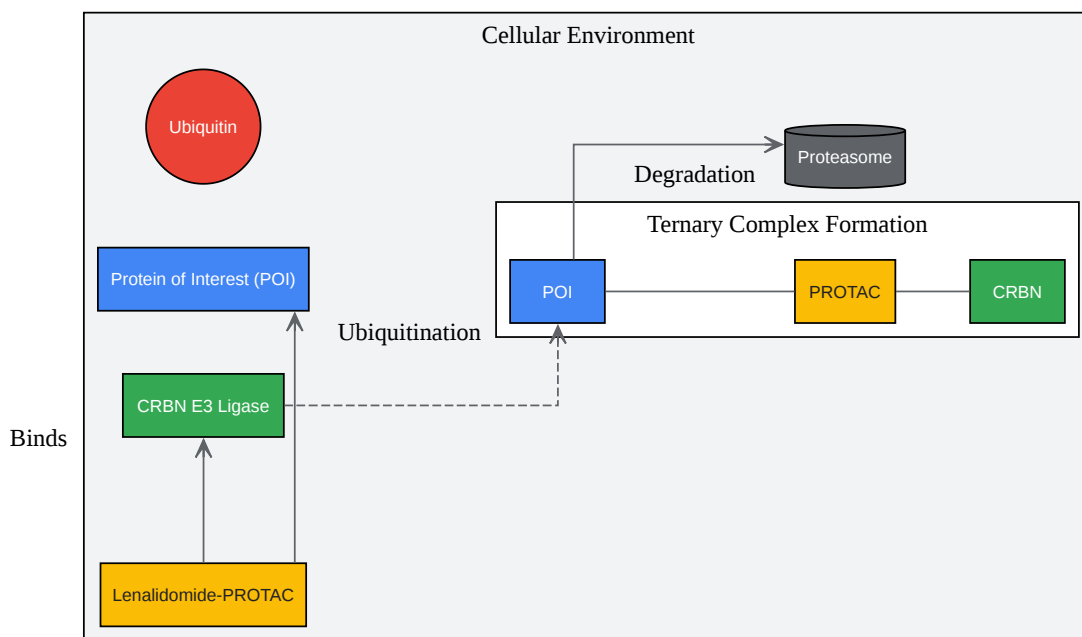 Cellular Environment
Ubiquitin
Proteasome
Degradation
Ternary Complex Formation
Protein of Interest (POI)
POI
PROTAC
CRBN
Ubiquitination
CRBN E3 Ligase
Binds
Lenalidomide-PROTAC